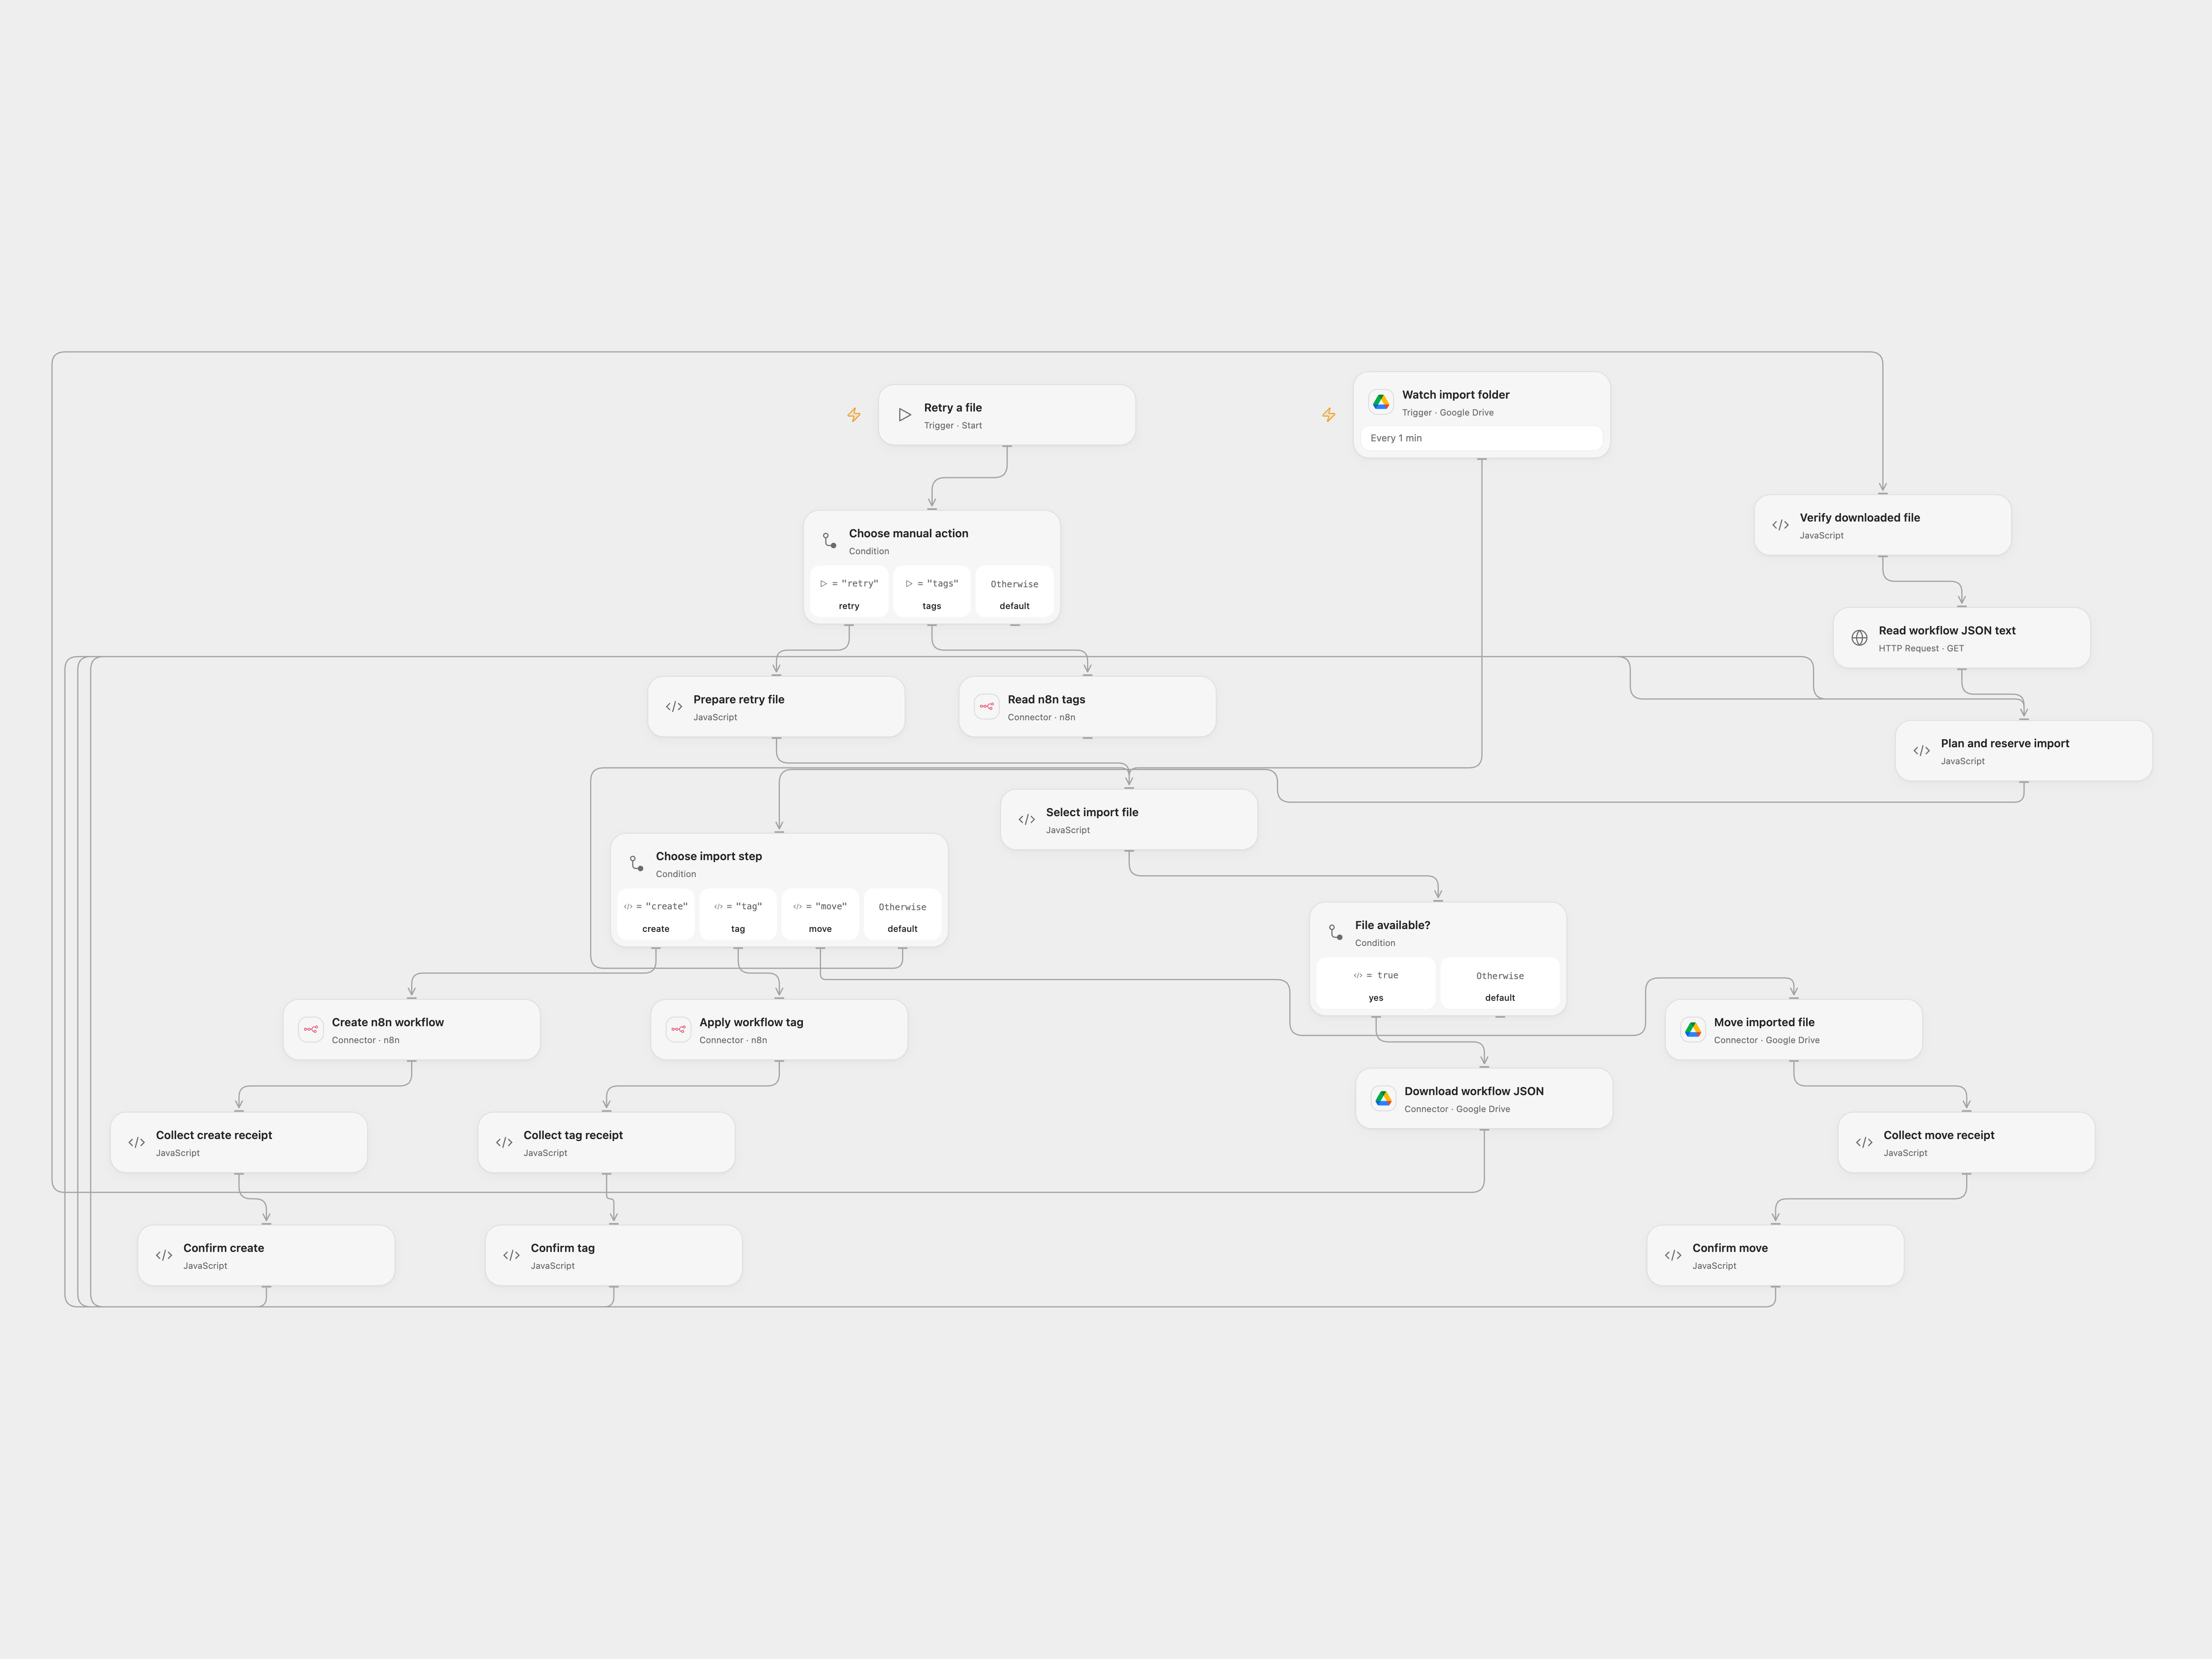 Retry a file
Trigger · Start
Watch import folder
Trigger · Google Drive
Every 1 min
Verify downloaded file
JavaScript
Choose manual action
Condition
= "retry"
retry
= "tags"
tags
Otherwise
default
Read workflow JSON text
HTTP Request · GET
Prepare retry file
JavaScript
Read n8n tags
Connector · n8n
Plan and reserve import
JavaScript
Select import file
JavaScript
Choose import step
Condition
</> = "create"
create
</> = "tag"
tag
</> = "move"
move
Otherwise
default
File available?
Condition
</> = true
yes
Otherwise
default
Create n8n workflow
Connector · n8n
Apply workflow tag
Connector · n8n
Move imported file
Connector · Google Drive
Download workflow JSON
Connector · Google Drive
Collect create receipt
JavaScript
Collect tag receipt
JavaScript
Collect move receipt
JavaScript
Confirm create
JavaScript
Confirm tag
JavaScript
Confirm move
JavaScript